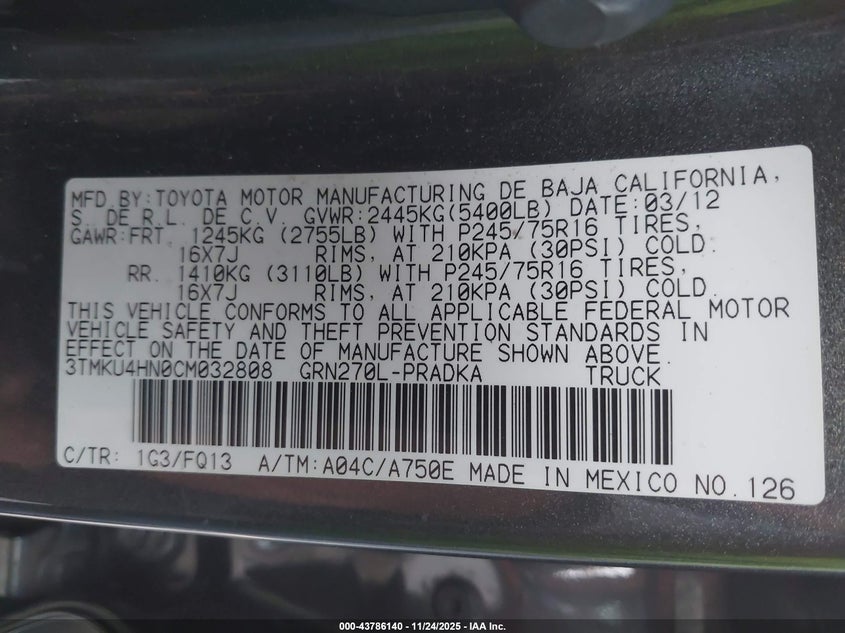 MFD.BY:TOYOTA MOTOR MANUFACTURING DE BAJA CALIFORNIA,
S. DE R.L. DE C.V. GVWR:2445KG(5400LB) DATE:03/12
GAWR:FRT. 1245KG (2755LB) WITH P245/75R16 TIRES,
16X7J RIMS, AT 210KPA (30PSI) COLD.
RR. 1410KG (3110LB) WITH P245/75R16 TIRES,
16X7J RIMS, AT 210KPA (30PSI) COLD.
THIS VEHICLE CONFORMS TO ALL APPLICABLE FEDERAL MOTOR
VEHICLE SAFETY AND THEFT PREVENTION STANDARDS IN
EFFECT ON THE DATE OF MANUFACTURE SHOWN ABOVE.
3TMKU4HN0CM032808 GRN270L-PRADKA TRUCK
C/TR: 1G3/FQ13 A/TM:A04C/A750E MADE IN MEXICO NO.126
000-43786140 - 11/24/2025 - IAA Inc.